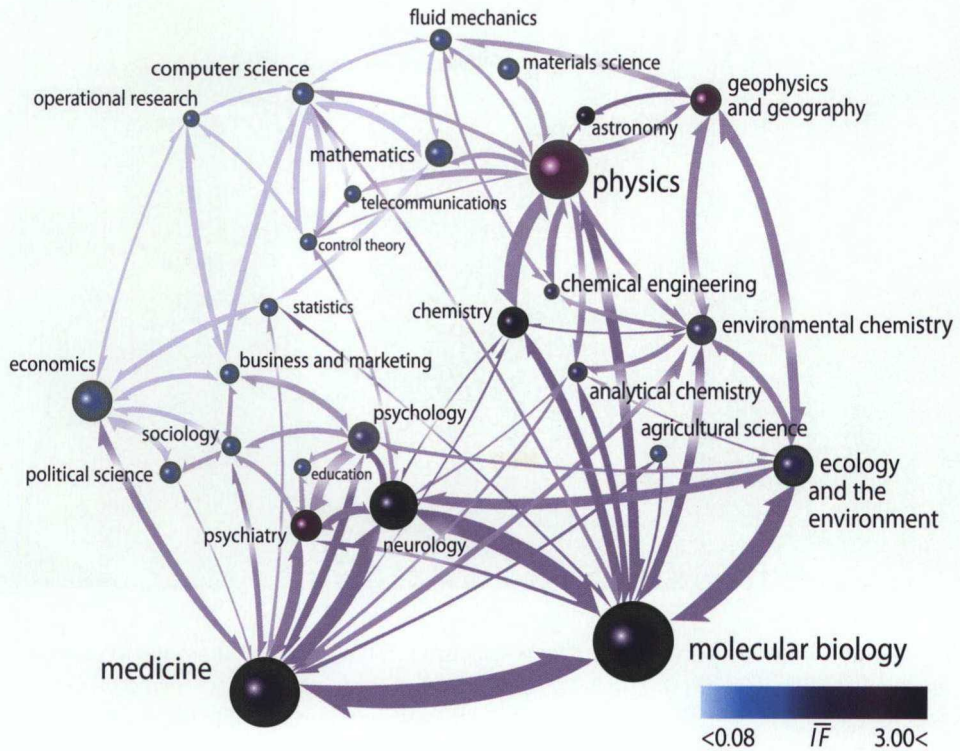 fluid mechanics
materials science
computer science
geophysics
and geography
operational research
astronomy
mathematics
physics
telecommunications
control theory
chemical engineering
statistics
chemistry
environmental chemistry
business and marketing
economics
analytical chemistry
psychology
agricultural science
sociology
political science
education
ecology
and the
environment
psychiatry
neurology
molecular biology
medicine
<0.08 IF 3.00<